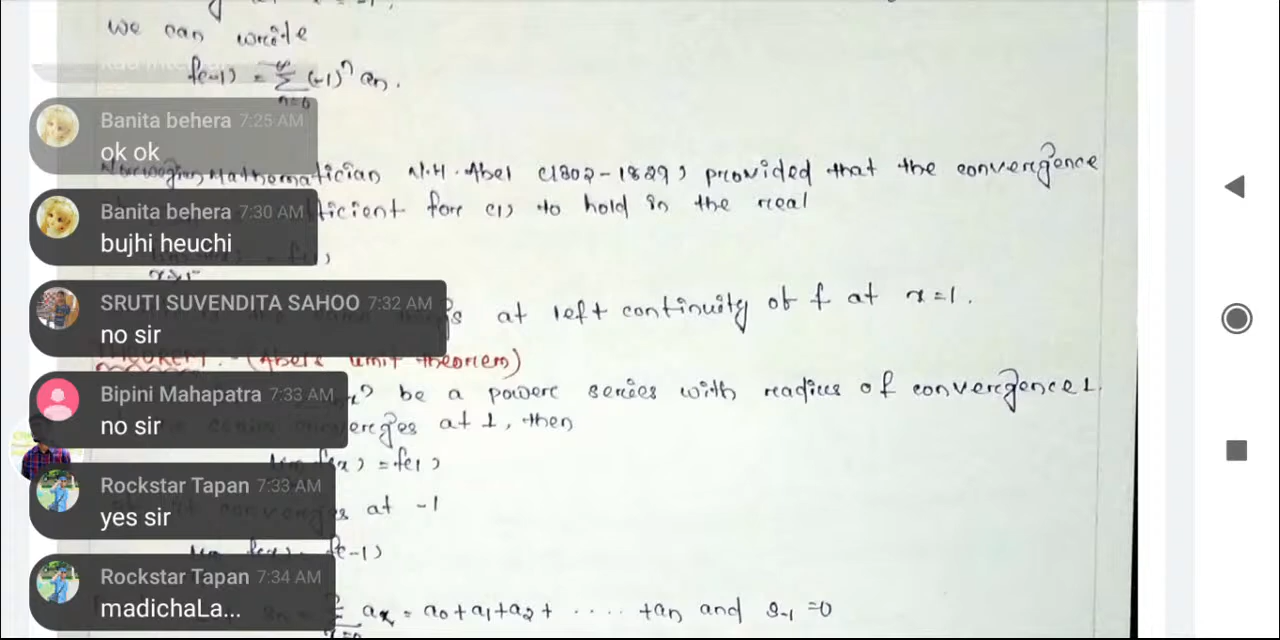 we can write
f(-1) = ∞∑n=0 (-1)^n an.
Banita behera 7:25 AM
ok ok
Norwegian Mathematician N.H. Abel (1802-1829) provided that the convergence
Banita behera 7:30 AM
bujhi heuchi
for (1) to hold in the real
SRUTI SUVENDITA SAHOO 7:32 AM
no sir
at left continuity of f at x=1.
THEOREM:- (Abel's limit theorem)
Bipini Mahapatra 7:33 AM
no sir
be a power series with radius of convergence 1.
at 1, then
= f(1)
Rockstar Tapan 7:33 AM
yes sir
at -1
f(-1)
Rockstar Tapan 7:34 AM
madichaLa...
= a0+a1+a2+ ..... +an and s-1 =0